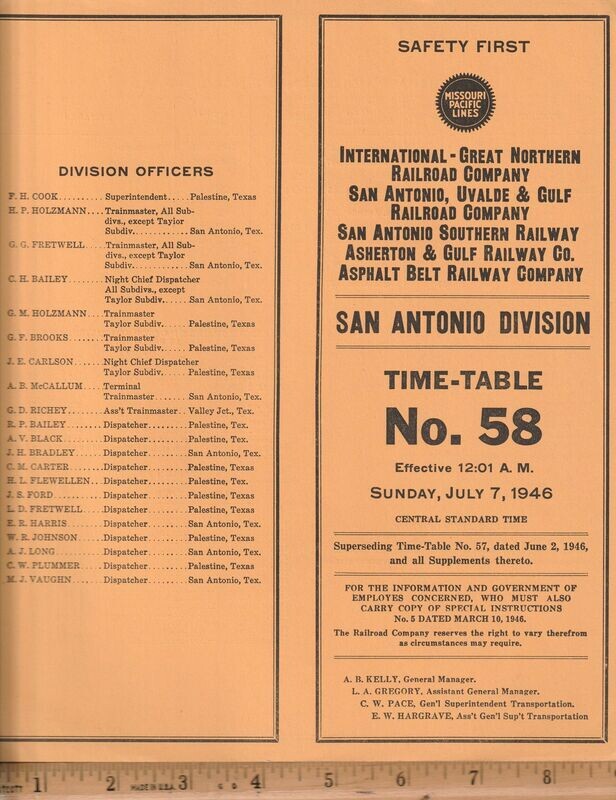 DIVISION OFFICERS
F. H. COOK.......... Superintendent..... Palestine, Texas
H. P. HOLZMANN.... Trainmaster, All Sub-
divs., except Taylor
Subdiv............ San Antonio, Tex.
G. G. FRETWELL.... Trainmaster, All Sub-
divs., except Taylor
Subdiv............ San Antonio, Tex.
C. H. BAILEY........ Night Chief Dispatcher
All Subdivs., except
Taylor Subdiv..... San Antonio, Tex.
G. M. HOLZMANN... Trainmaster
Taylor Subdiv..... Palestine, Texas
G. F. BROOKS....... Trainmaster
Taylor Subdiv..... Palestine, Texas
J. E. CARLSON...... Night Chief Dispatcher
Taylor Subdiv..... Palestine, Texas
A. B. McCALLUM.... Terminal
Trainmaster....... San Antonio, Tex.
G. D. RICHEY....... Ass't Trainmaster.. Valley Jct., Tex.
R. P. BAILEY........ Dispatcher........ Palestine, Tex.
A. V. BLACK......... Dispatcher........ Palestine, Tex.
J. H. BRADLEY...... Dispatcher........ San Antonio, Tex.
C. M. CARTER....... Dispatcher........ Palestine, Texas
H. L. FLEWELLEN.. Dispatcher........ Palestine, Tex.
J. S. FORD........... Dispatcher........ Palestine, Texas
L. D. FRETWELL.... Dispatcher........ Palestine, Texas
E. R. HARRIS........ Dispatcher........ San Antonio, Tex.
W. R. JOHNSON..... Dispatcher........ Palestine, Texas
A. J. LONG........... Dispatcher........ San Antonio, Tex.
C. W. PLUMMER.... Dispatcher........ Palestine, Texas
M. J. VAUGHN....... Dispatcher........ San Antonio, Tex.
SAFETY FIRST
MISSOURI
PACIFIC
LINES
INTERNATIONAL-GREAT NORTHERN
RAILROAD COMPANY
SAN ANTONIO, UVALDE & GULF
RAILROAD COMPANY
SAN ANTONIO SOUTHERN RAILWAY
ASHERTON & GULF RAILWAY CO.
ASPHALT BELT RAILWAY COMPANY
SAN ANTONIO DIVISION
TIME-TABLE
No. 58
Effective 12:01 A. M.
SUNDAY, JULY 7, 1946
CENTRAL STANDARD TIME
Superseding Time-Table No. 57, dated June 2, 1946,
and all Supplements thereto.
FOR THE INFORMATION AND GOVERNMENT OF
EMPLOYES CONCERNED, WHO MUST ALSO
CARRY COPY OF SPECIAL INSTRUCTIONS
No. 5 DATED MARCH 10, 1946.
The Railroad Company reserves the right to vary therefrom
as circumstances may require.
A. B. KELLY, General Manager.
L. A. GREGORY, Assistant General Manager.
C. W. PACE, Gen'l Superintendent Transportation.
E. W. HARGRAVE, Ass't Gen'l Sup't Transportation
1 2 3 4 5 6 7 8
MADE IN U.S.A.